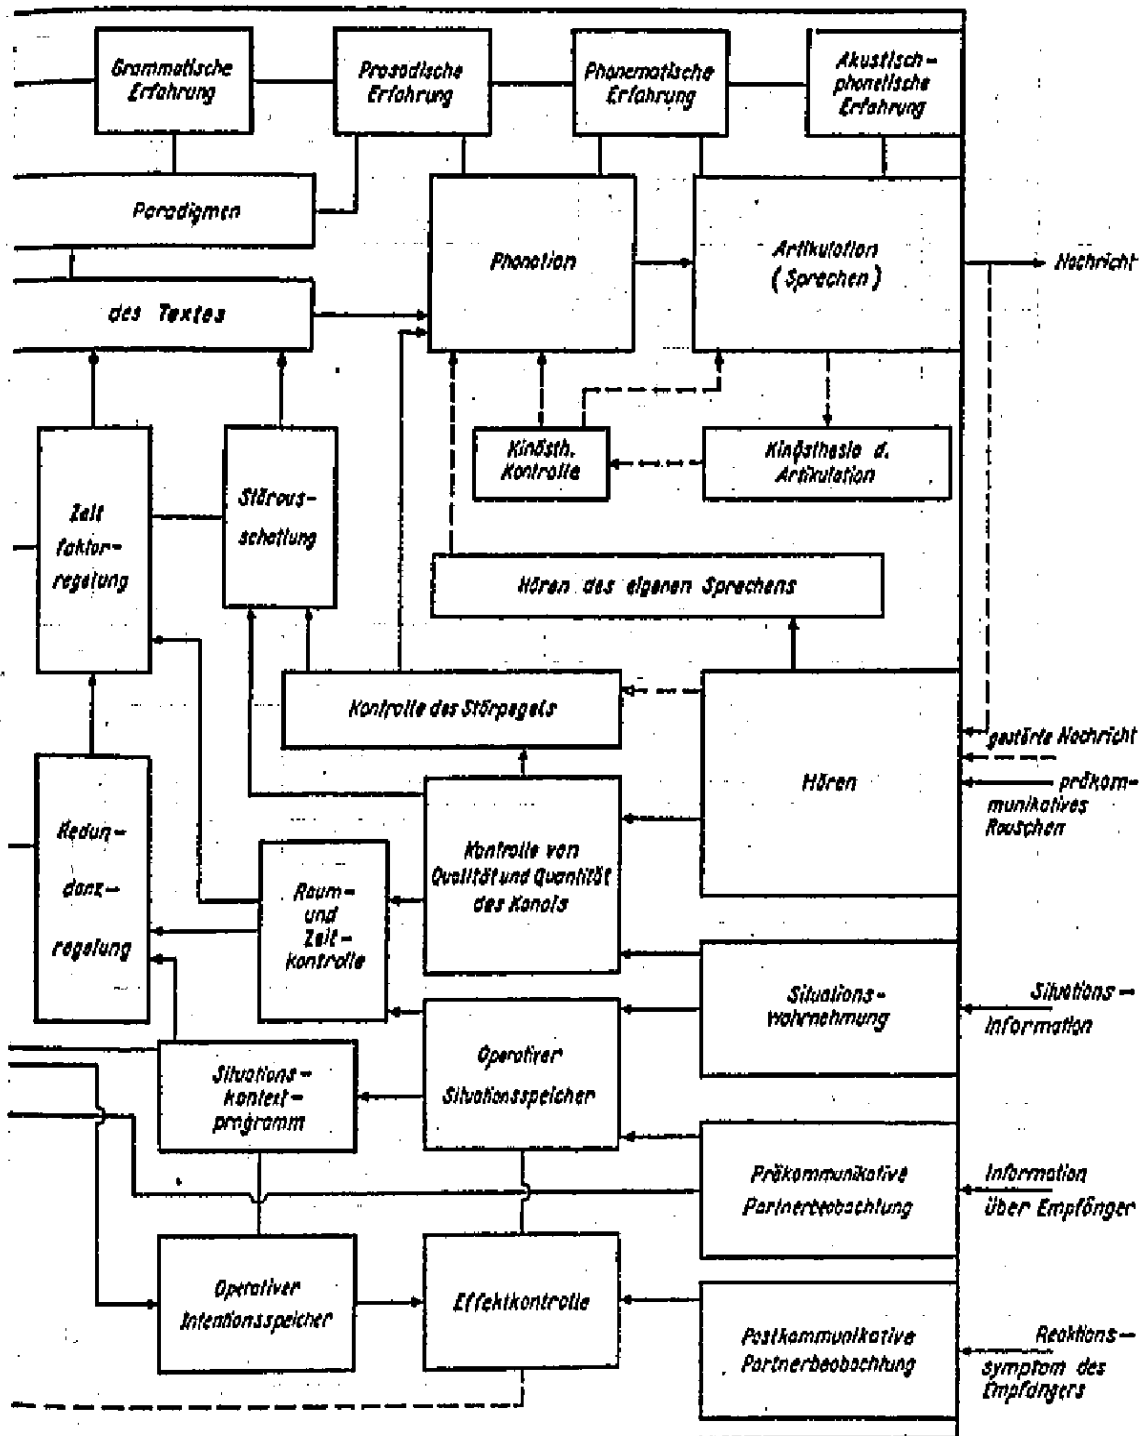 Grammatische
Erfahrung
Prosodische
Erfahrung
Phonematische
Erfahrung
Akustisch-
phonetische
Erfahrung
Paradigmen
Phonation
Artikulation
(Sprechen)
Nachricht
des Textes
Kinästh.
Kontrolle
Kinästhesie d.
Artikulation
Zeit
faktor-
regelung
Störaus-
schaltung
Hören des eigenen Sprechens
Kontrolle des Störpegels
Hören
gestörte Nachricht
präkom-
munikatives
Rauschen
Redun-
danz-
regelung
Kontrolle von
Qualität und Quantität
des Kanals
Raum-
und
Zeit-
kontrolle
Situations-
wahrnehmung
Situations-
Information
Operativer
Situationsspeicher
Situations-
kontext-
programm
Präkommunikative
Partnerbeobachtung
Information
über Empfänger
Operativer
Intentionsspeicher
Effektkontrolle
Postkommunikative
Partnerbeobachtung
Reaktions-
symptom des
Empfängers